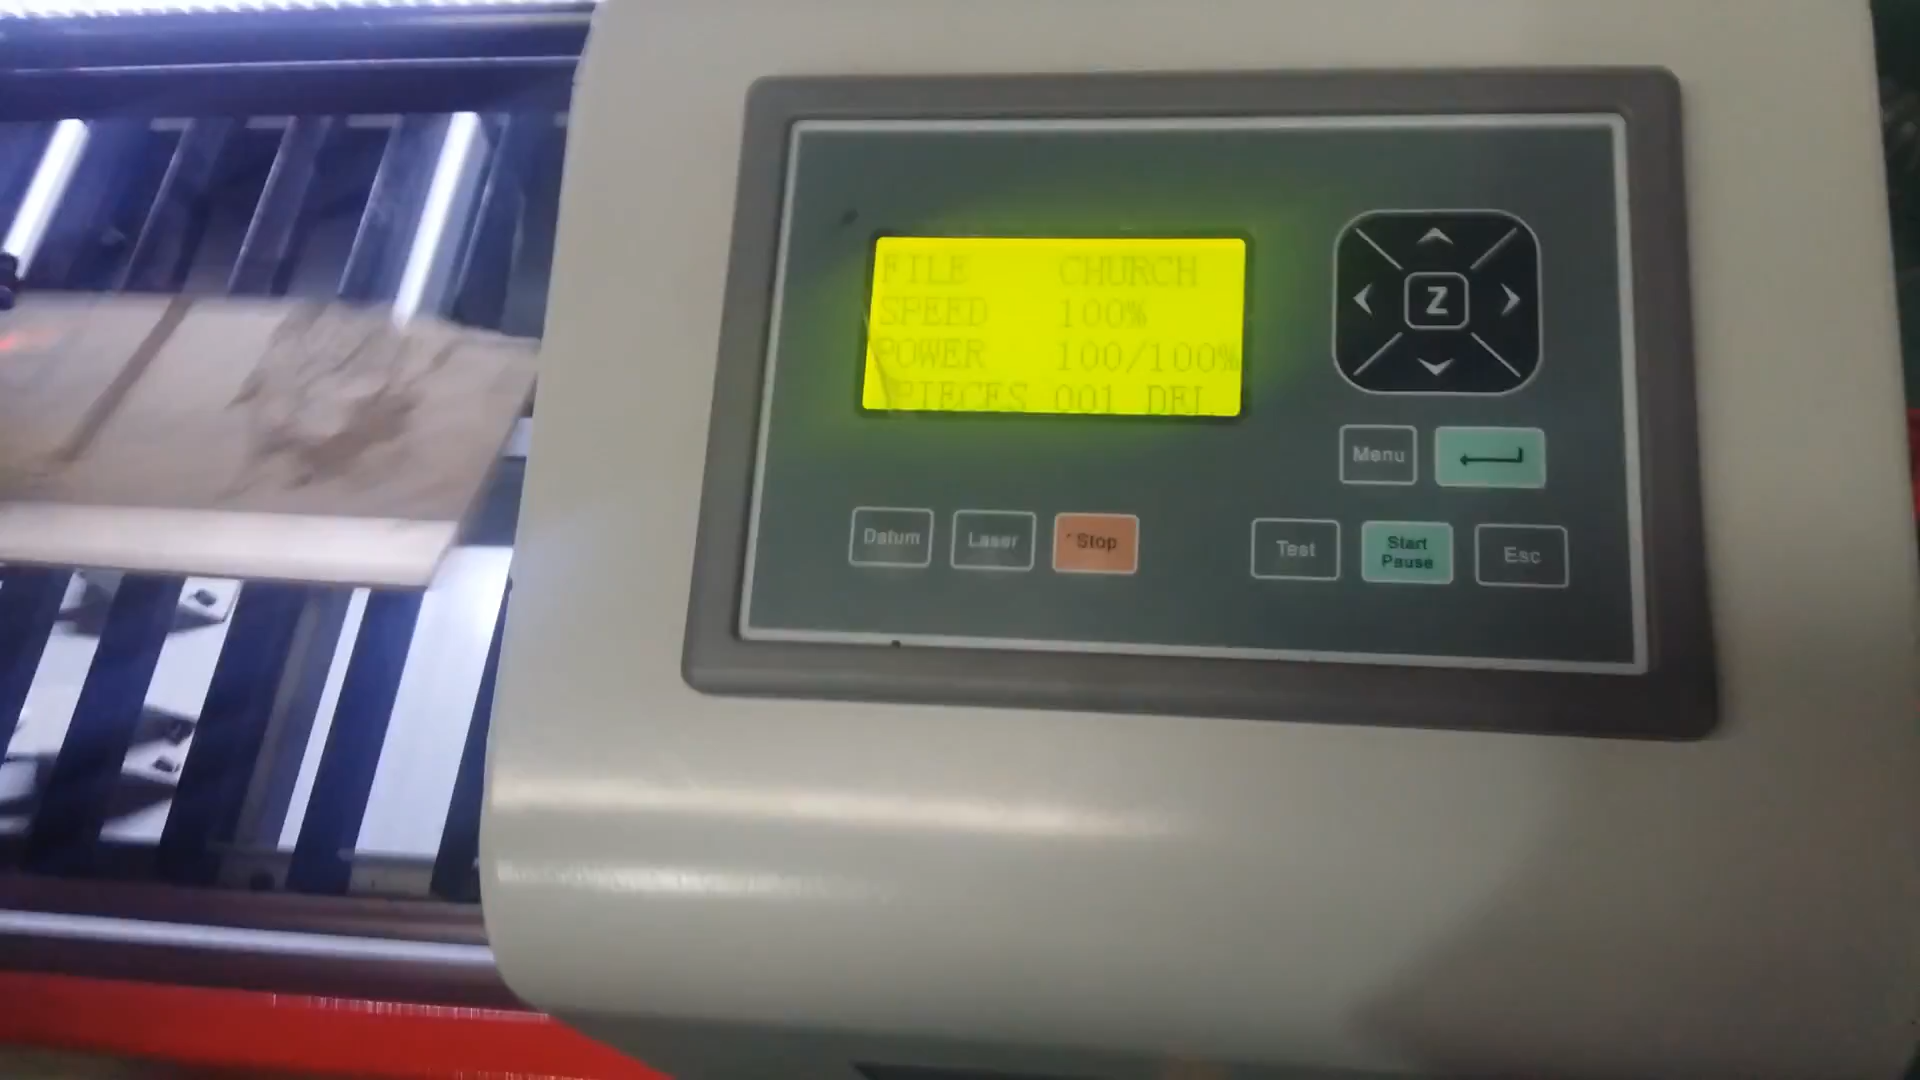 FILE CHURCH
SPEED 100%
POWER 100/100%
PIECES 001 DEL
Z
Menu
Datum Laser Stop Test Start Pause Esc